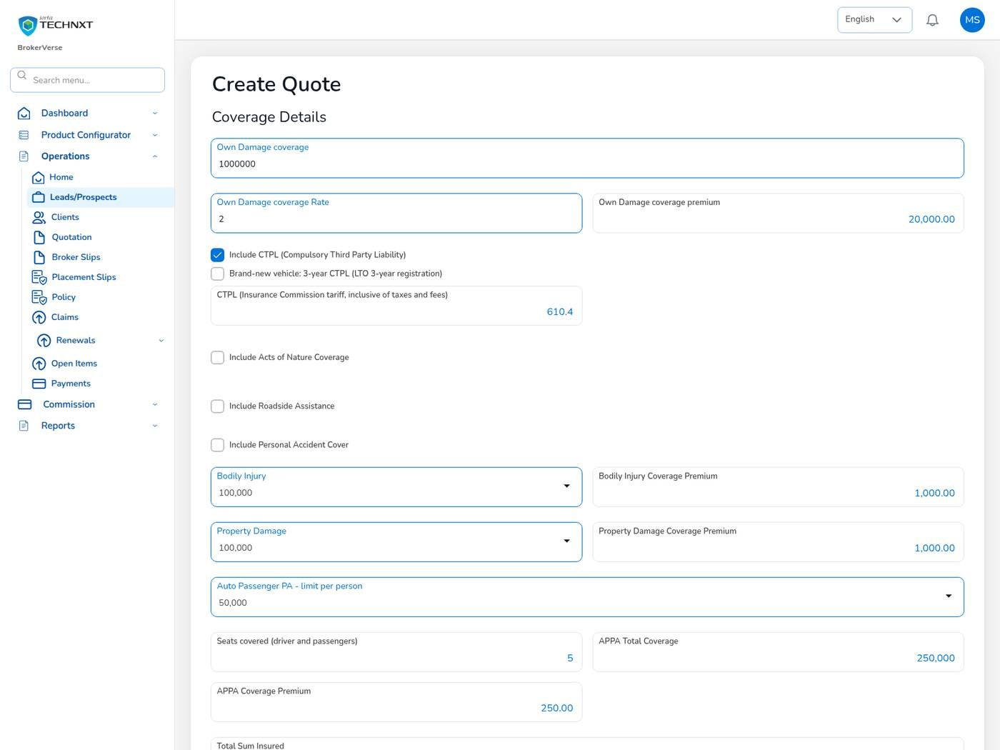 iorta
TECHNXT
BrokerVerse
English
MS
Search menu...
Dashboard
Product Configurator
Operations
Home
Leads/Prospects
Clients
Quotation
Broker Slips
Placement Slips
Policy
Claims
Renewals
Open Items
Payments
Commission
Reports
Create Quote
Coverage Details
Own Damage coverage
1000000
Own Damage coverage Rate
2
Own Damage coverage premium
20,000.00
Include CTPL (Compulsory Third Party Liability)
Brand-new vehicle: 3-year CTPL (LTO 3-year registration)
CTPL (Insurance Commission tariff, inclusive of taxes and fees)
610.4
Include Acts of Nature Coverage
Include Roadside Assistance
Include Personal Accident Cover
Bodily Injury
100,000
Bodily Injury Coverage Premium
1,000.00
Property Damage
100,000
Property Damage Coverage Premium
1,000.00
Auto Passenger PA - limit per person
50,000
Seats covered (driver and passengers)
5
APPA Total Coverage
250,000
APPA Coverage Premium
250.00
Total Sum Insured